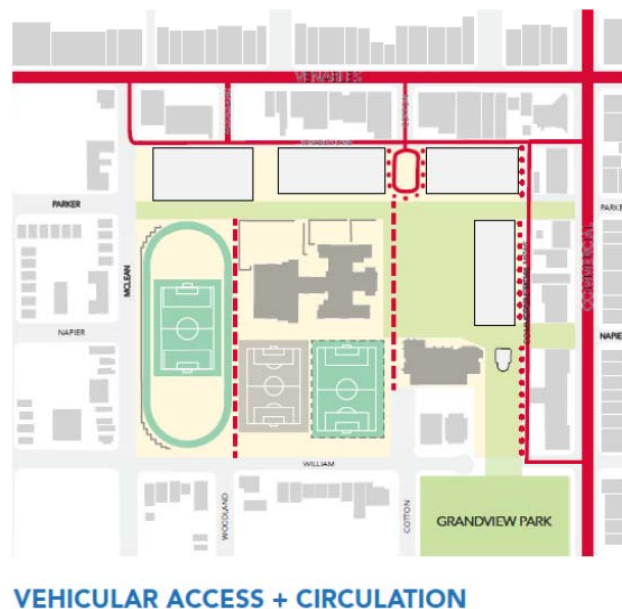 VENABLES
PARKER
PARKE
MCLEAN
COMMERCIAL
NAPIER
NAPIE
WILLIAM
WOODLAND
COTTON
GRANDVIEW PARK
VEHICULAR ACCESS + CIRCULATION